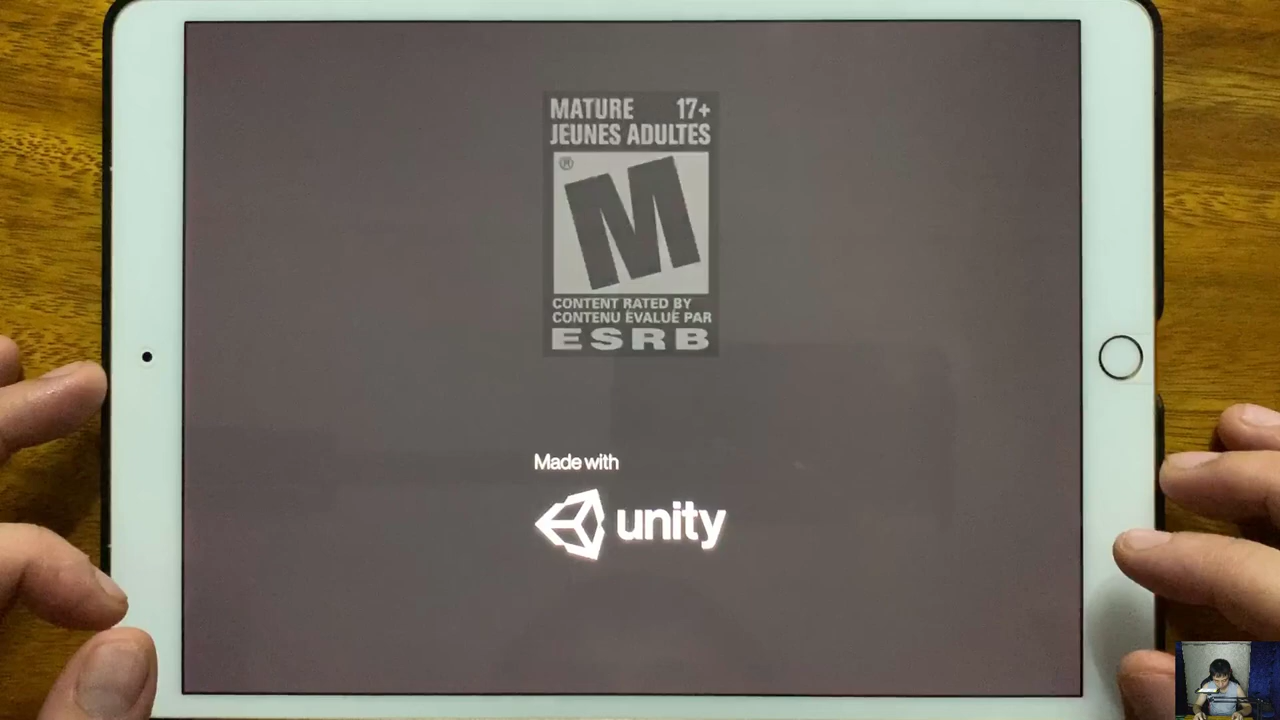 MATURE 17+
JEUNES ADULTES
®
M
CONTENT RATED BY
CONTENU ÉVALUÉ PAR
ESRB
Made with
unity